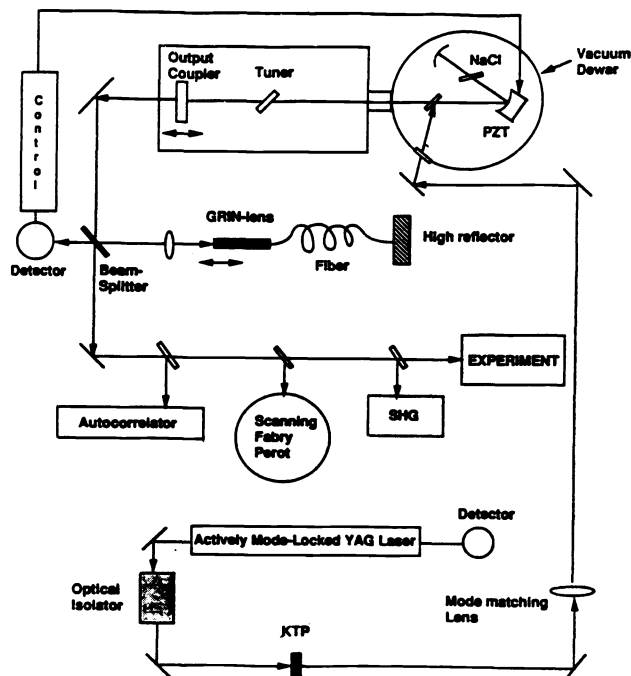 Output
Coupler
Tuner
NaCl
PZT
Vacuum
Dewar
Control
GRIN-lens
High reflector
Fiber
Detector
Beam-
Splitter
EXPERIMENT
Autocorrelator
Scanning
Fabry
Perot
SHG
Detector
Actively Mode-Locked YAG Laser
Optical
Isolator
KTP
Mode matching
Lens